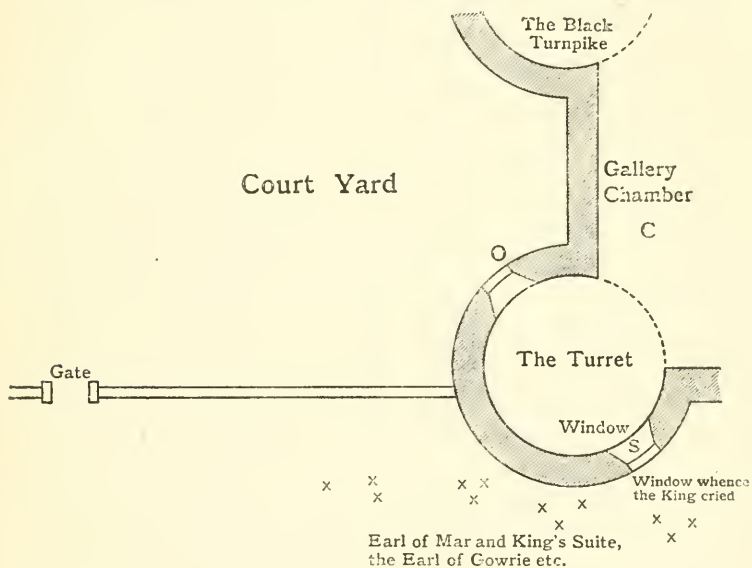 The Black
Turnpike
Court Yard
Gallery
Chamber
C
O
The Turret
Gate
Window
S
Window whence
the King cried
x x x x x x x x x x x x x x
Earl of Mar and King's Suite,
the Earl of Gowrie etc.